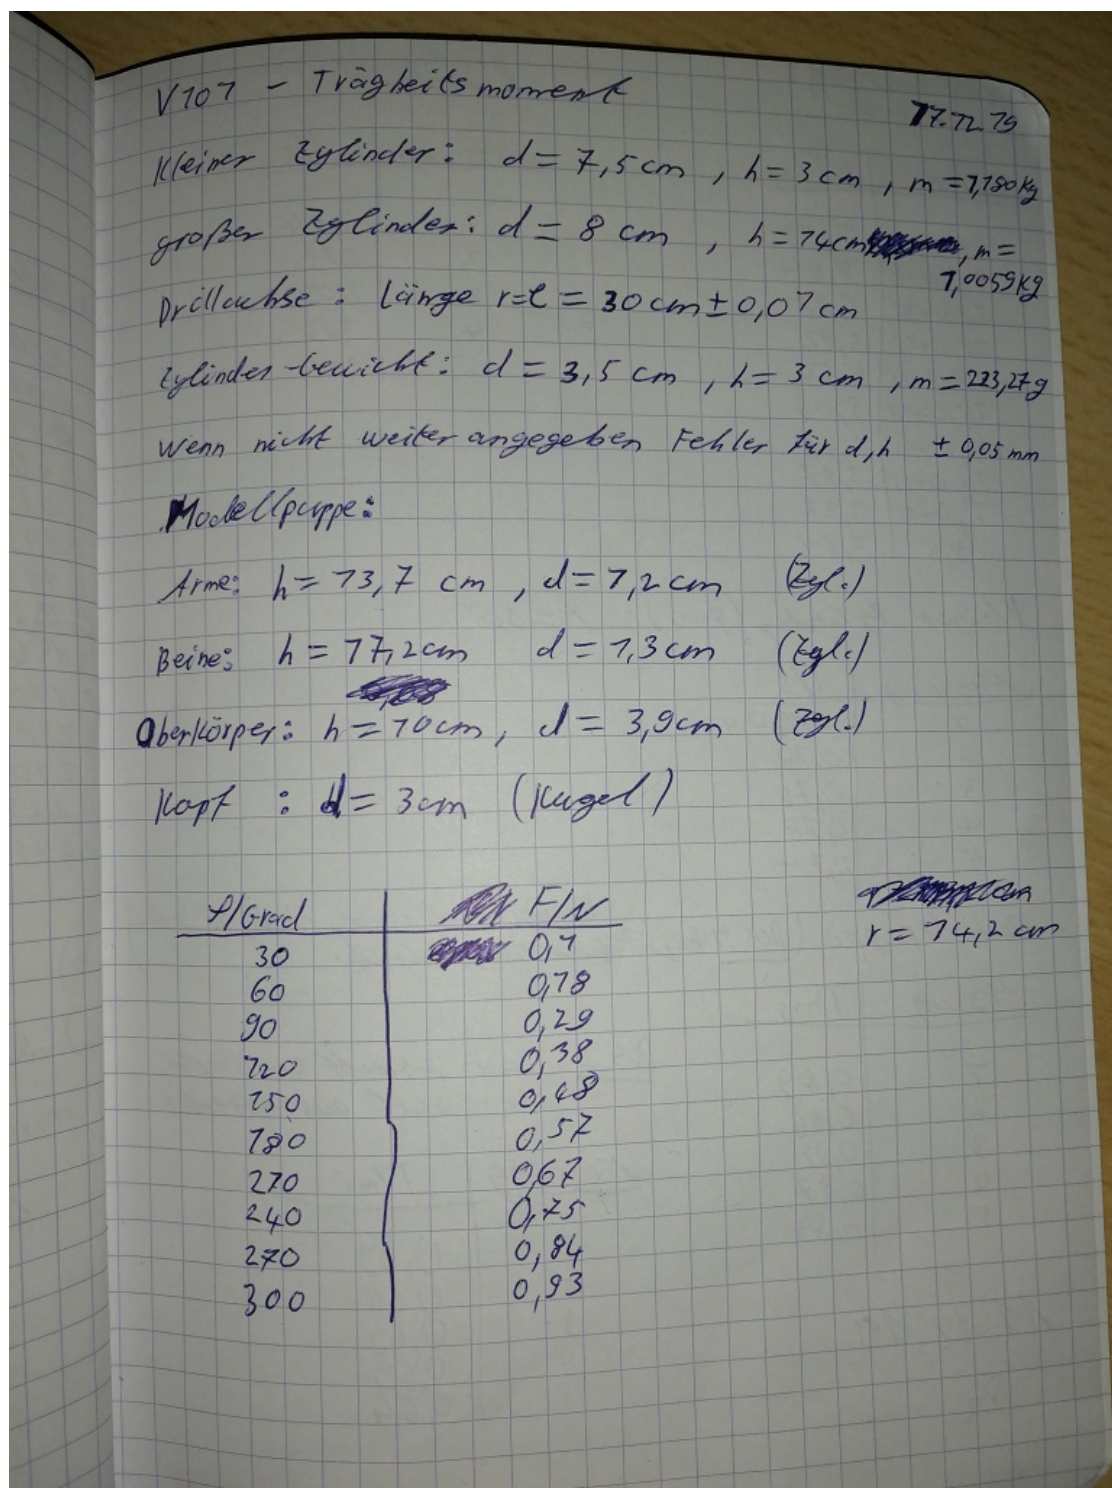 V101 - Trägheitsmoment
17.12.19
Kleiner Zylinder: d = 7,5 cm , h = 3 cm , m = 1,180 kg
großer Zylinder: d = 8 cm , h = 14 cm , m =
1,0059 kg
Drillachse : Länge r=l = 30 cm ± 0,01 cm
Zylinder-Gewicht: d = 3,5 cm , h = 3 cm , m = 223,27 g
Wenn nicht weiter angegeben Fehler für d,h ± 0,05 mm
Modellpuppe:
Arme: h = 13,7 cm , d = 1,2 cm (Zyl.)
Beine: h = 17,2 cm d = 1,3 cm (Zyl.)
Oberkörper: h = 10 cm, d = 3,9 cm (Zyl.)
Kopf : d = 3 cm (Kugel)
φ/Grad F/N
r = 14,2 cm
30 0,1
60 0,18
90 0,29
120 0,38
150 0,48
180 0,57
210 0,67
240 0,75
270 0,84
300 0,93